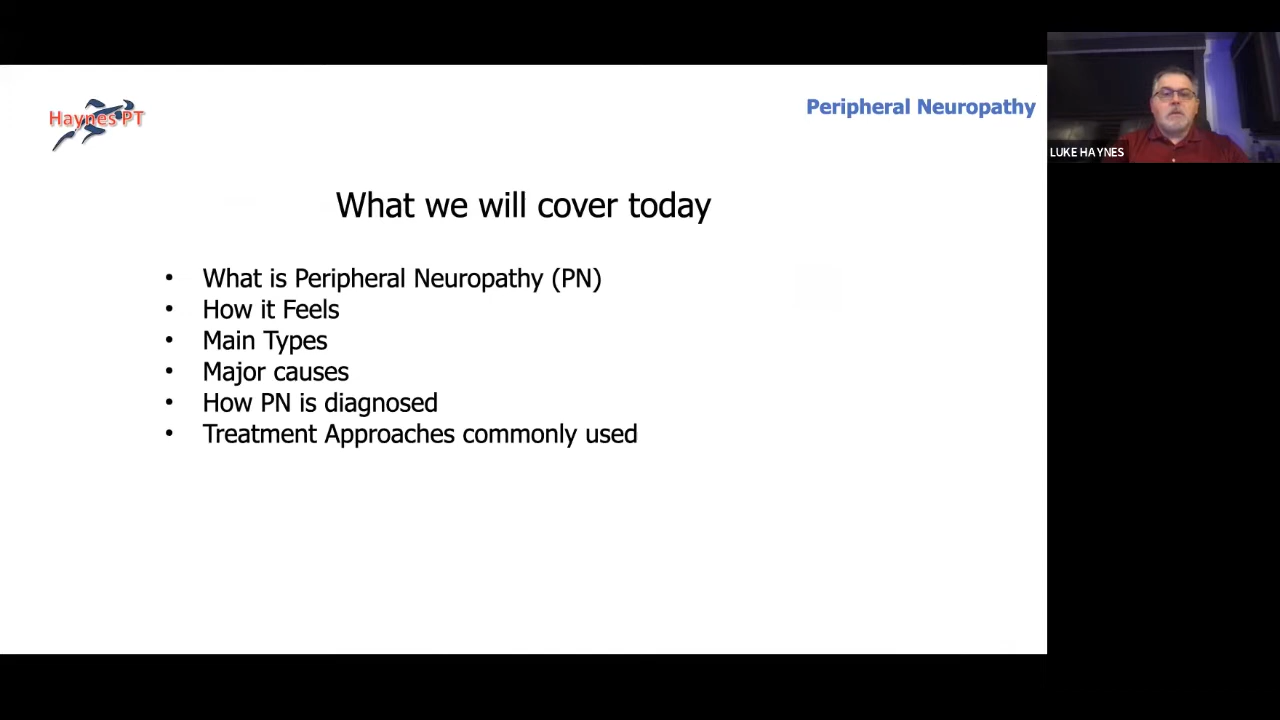 Haynes PT
Peripheral Neuropathy
LUKE HAYNES
What we will cover today
• What is Peripheral Neuropathy (PN)
• How it Feels
• Main Types
• Major causes
• How PN is diagnosed
• Treatment Approaches commonly used